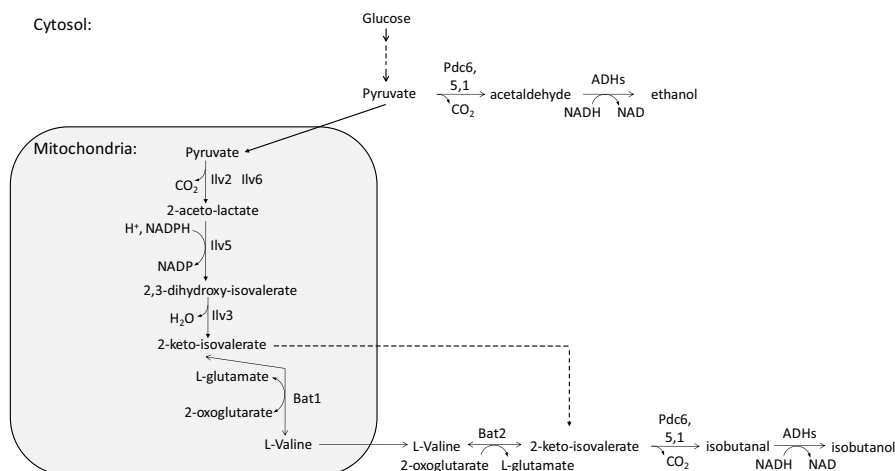 Cytosol:
Glucose
Pdc6,
5,1
ADHs
Pyruvate
acetaldehyde
ethanol
CO2
NADH
NAD
Mitochondria:
Pyruvate
CO2
Ilv2 Ilv6
2-aceto-lactate
H+, NADPH
Ilv5
NADP
2,3-dihydroxy-isovalerate
H2O
Ilv3
2-keto-isovalerate
L-glutamate
Bat1
2-oxoglutarate
L-Valine
L-Valine
Bat2
2-keto-isovalerate
2-oxoglutarate
L-glutamate
Pdc6,
5,1
CO2
isobutanal
ADHs
NADH
NAD
isobutanol